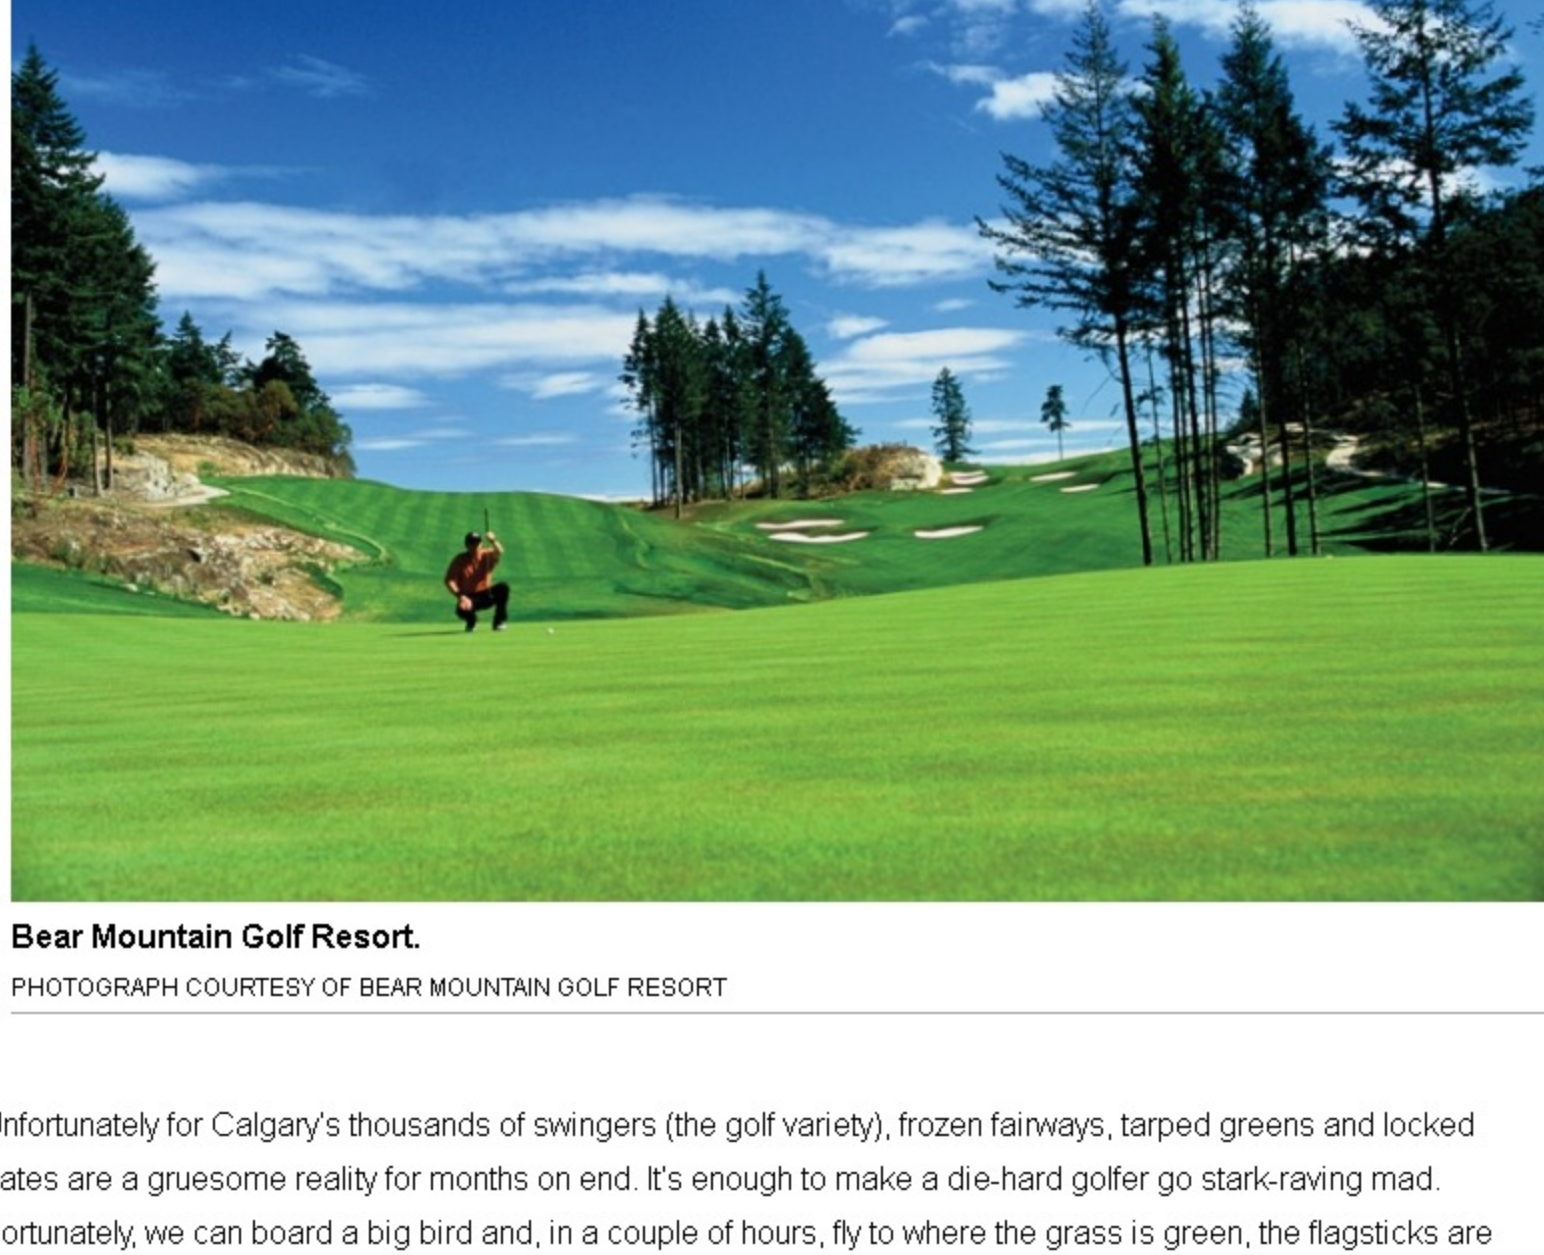 Bear Mountain Golf Resort.
PHOTOGRAPH COURTESY OF BEAR MOUNTAIN GOLF RESORT
nfortunately for Calgary's thousands of swingers (the golf variety), frozen fairways, tarped greens and locked
ates are a gruesome reality for months on end. It's enough to make a die-hard golfer go stark-raving mad.
ortunately, we can board a big bird and, in a couple of hours, fly to where the grass is green, the flagsticks are